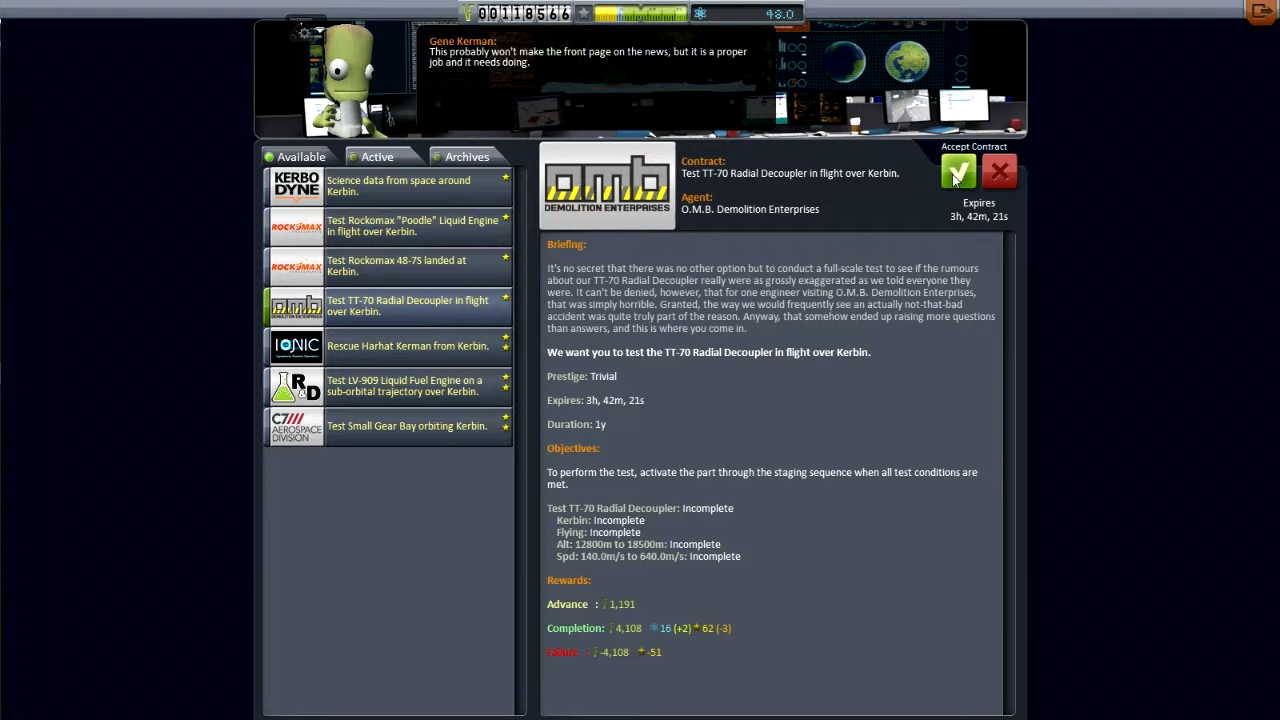 00118566
48.0
Gene Kerman:
This probably won't make the front page on the news, but it is a proper
job and it needs doing.
Available
Active
Archives
KERBO
DYNE
Science data from space around
Kerbin.
ROCKOMAX
Test Rockomax "Poodle" Liquid Engine
in flight over Kerbin.
ROCKOMAX
Test Rockomax 48-7S landed at
Kerbin.
omb
DEMOLITION ENTERPRISES
Test TT-70 Radial Decoupler in flight
over Kerbin.
IONIC
Rescue Harhat Kerman from Kerbin.
R&D
Test LV-909 Liquid Fuel Engine on a
sub-orbital trajectory over Kerbin.
C7///
AEROSPACE
DIVISION
Test Small Gear Bay orbiting Kerbin.
omb
DEMOLITION ENTERPRISES
Contract:
Test TT-70 Radial Decoupler in flight over Kerbin.
Agent:
O.M.B. Demolition Enterprises
Accept Contract
Expires
3h, 42m, 21s
Briefing:
It's no secret that there was no other option but to conduct a full-scale test to see if the rumours
about our TT-70 Radial Decoupler really were as grossly exaggerated as we told everyone they
were. It can't be denied, however, that for one engineer visiting O.M.B. Demolition Enterprises,
that was simply horrible. Granted, the way we would frequently see an actually not-that-bad
accident was quite truly part of the reason. Anyway, that somehow ended up raising more questions
than answers, and this is where you come in.
We want you to test the TT-70 Radial Decoupler in flight over Kerbin.
Prestige: Trivial
Expires: 3h, 42m, 21s
Duration: 1y
Objectives:
To perform the test, activate the part through the staging sequence when all test conditions are
met.
Test TT-70 Radial Decoupler: Incomplete
Kerbin: Incomplete
Flying: Incomplete
Alt: 12800m to 18500m: Incomplete
Spd: 140.0m/s to 640.0m/s: Incomplete
Rewards:
Advance : 1,191
Completion: 4,108 16 (+2) 62 (-3)
Failure: -4,108 -51